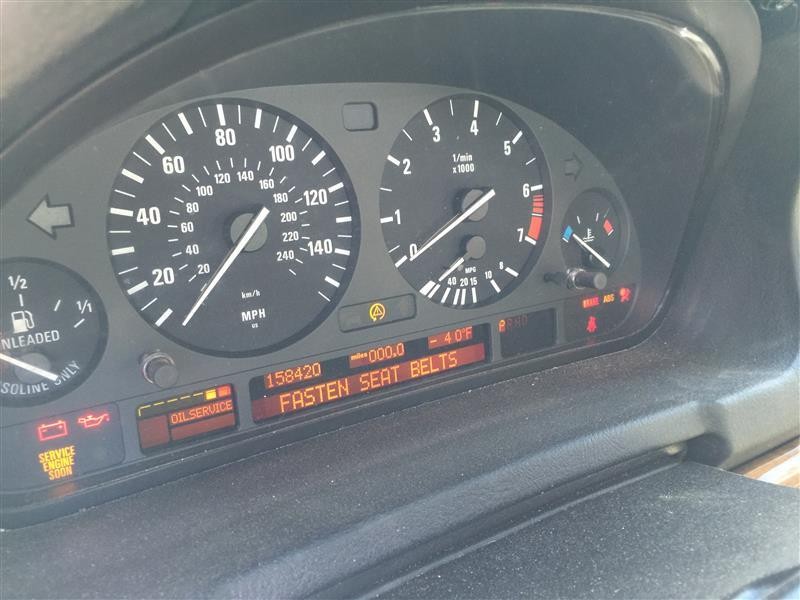 1/2
1/1
UNLEADED
GASOLINE ONLY
20
40
60
80
100
120
140
20
40
60
80
100
120
140
160
180
200
220
240
km/h
MPH
US
0
1
2
3
4
5
6
7
1/min
x1000
MPG
40 20 15 10 8
158420
miles 000.0
- 40°F
P R N D
FASTEN SEAT BELTS
OILSERVICE
SERVICE
ENGINE
SOON
BRAKE ABS